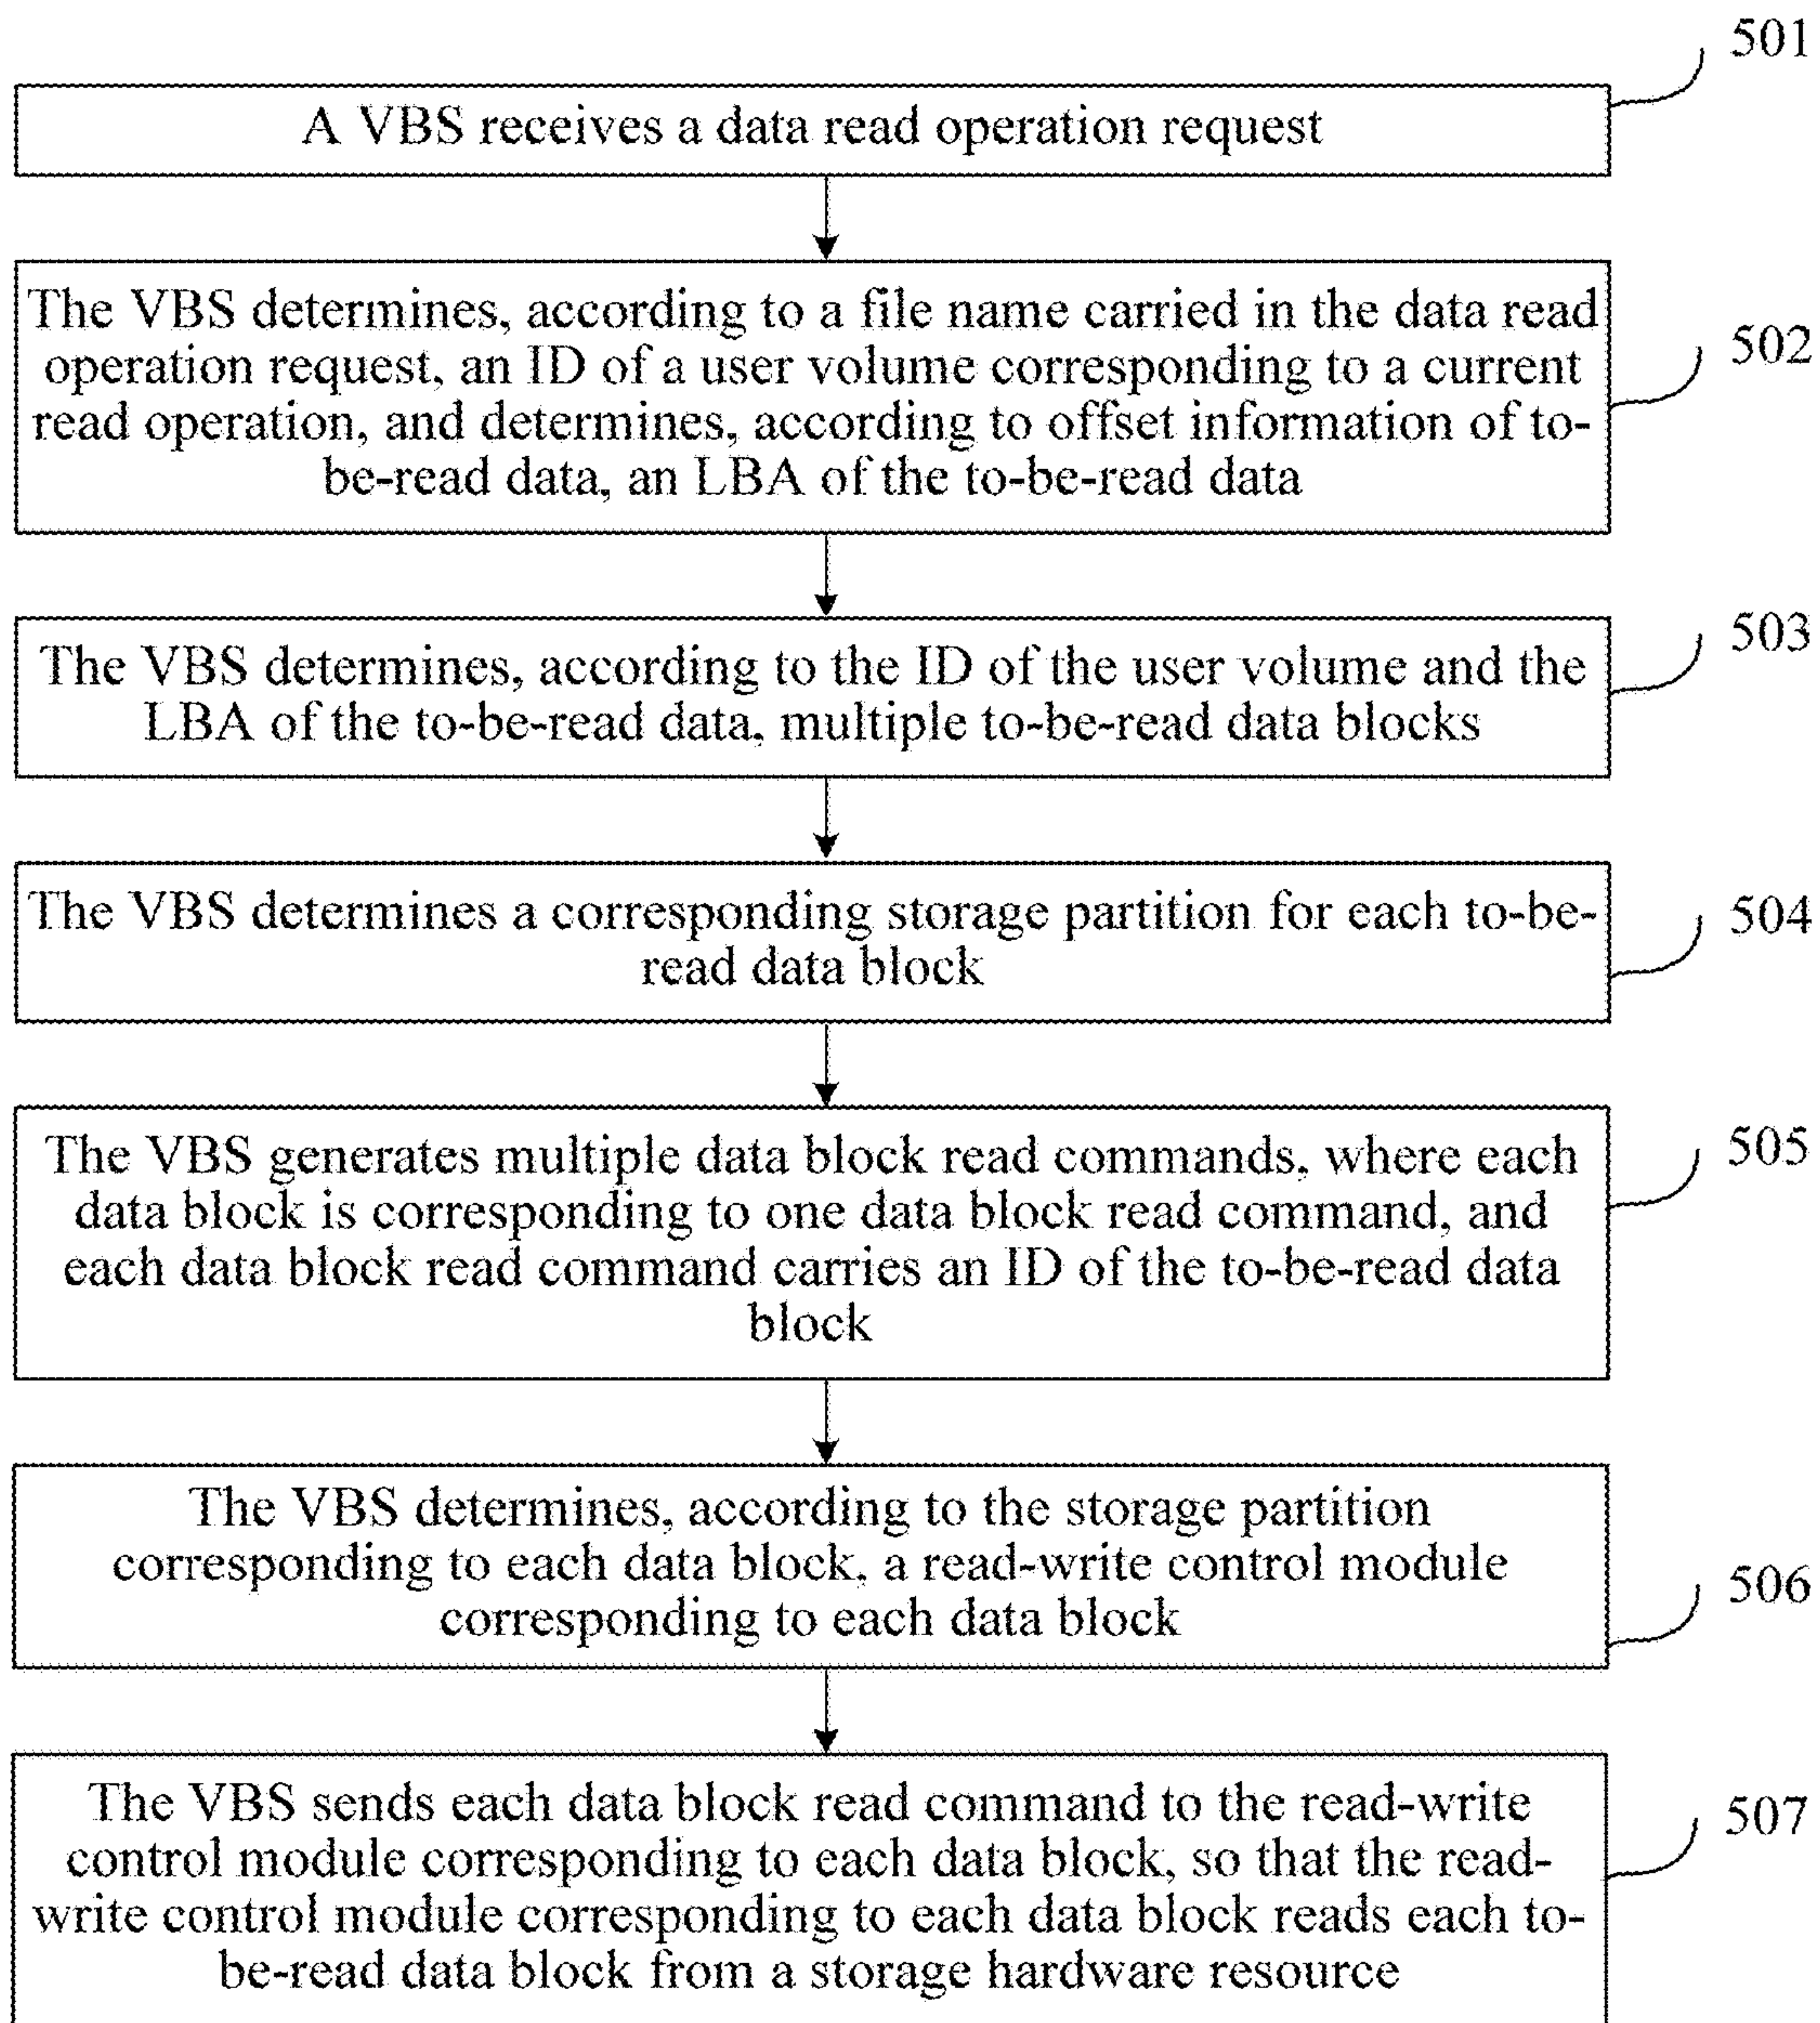 501
A VBS receives a data read operation request
The VBS determines, according to a file name carried in the data read
operation request, an ID of a user volume corresponding to a current
read operation, and determines, according to offset information of to-
be-read data, an LBA of the to-be-read data
502
The VBS determines, according to the ID of the user volume and the
LBA of the to-be-read data, multiple to-be-read data blocks
503
The VBS determines a corresponding storage partition for each to-be-
read data block
504
The VBS generates multiple data block read commands, where each
data block is corresponding to one data block read command, and
each data block read command carries an ID of the to-be-read data
block
505
The VBS determines, according to the storage partition
corresponding to each data block, a read-write control module
corresponding to each data block
506
The VBS sends each data block read command to the read-write
control module corresponding to each data block, so that the read-
write control module corresponding to each data block reads each to-
be-read data block from a storage hardware resource
507